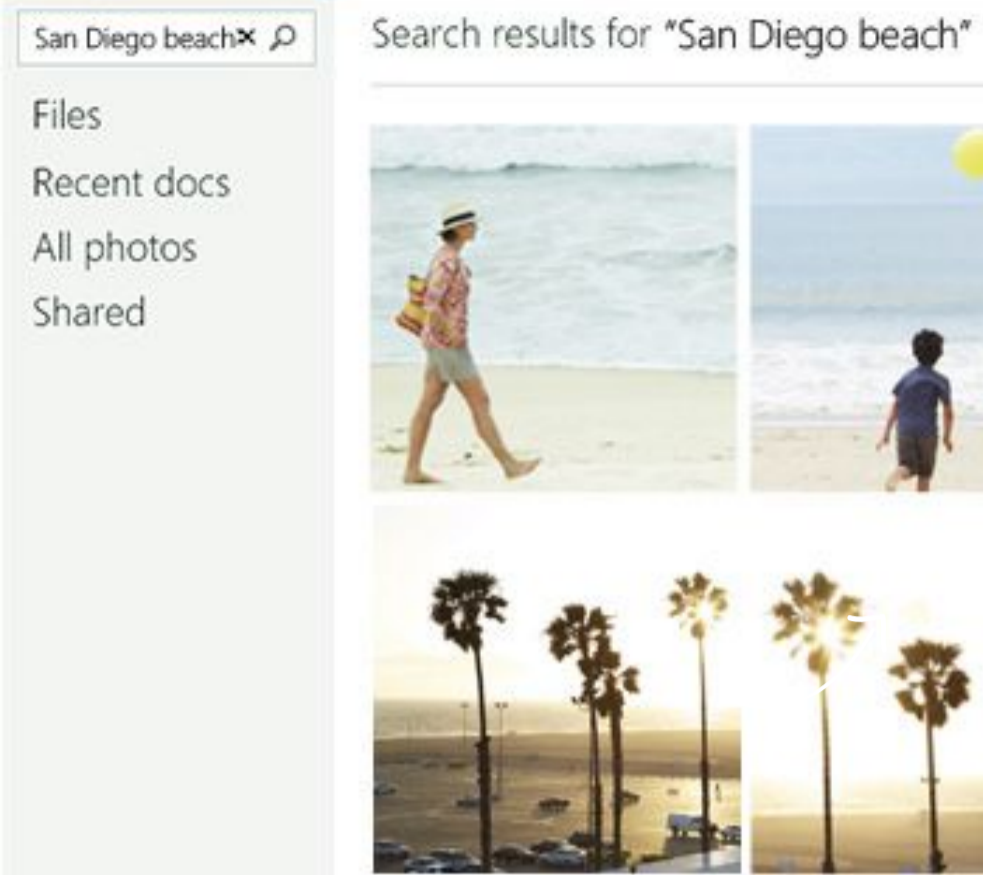 San Diego beach
Search results for “San Diego beach”
Files
Recent docs
All photos
Shared